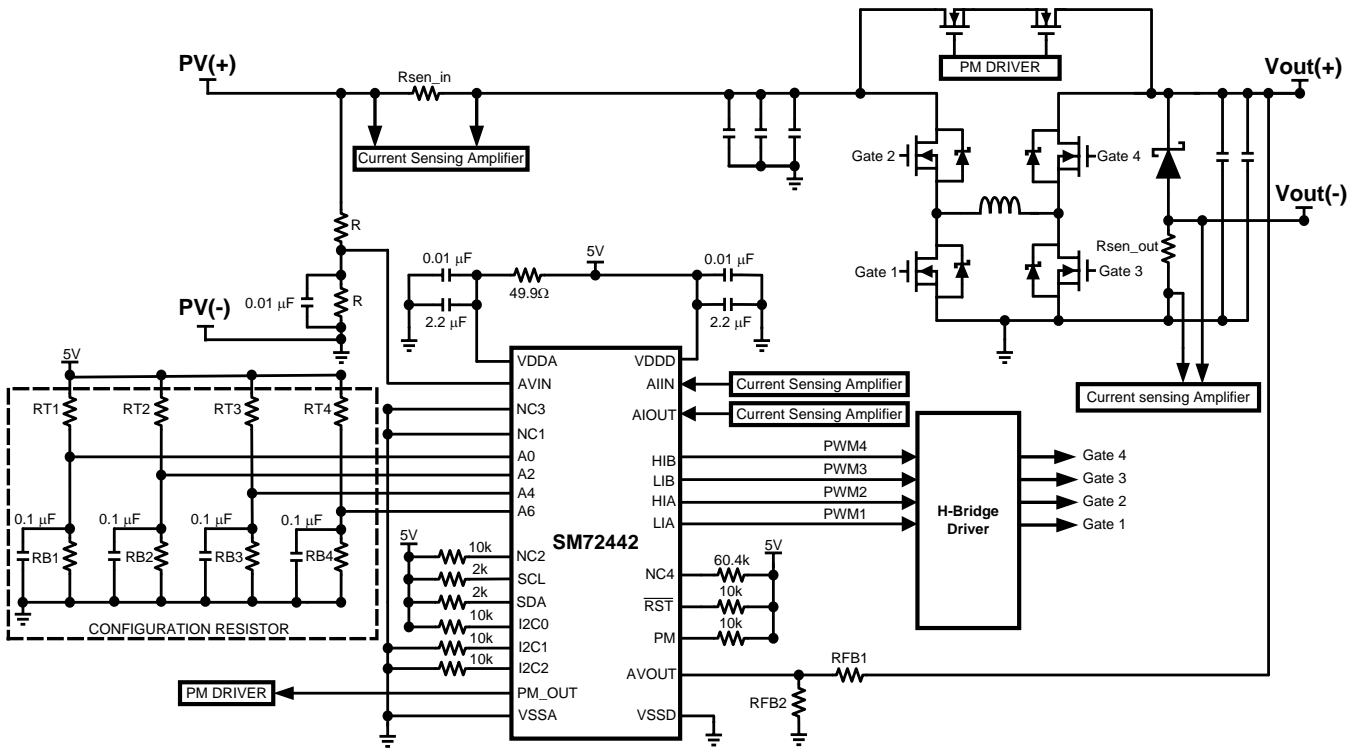 PM DRIVER
PV(+)
Rsen_in
Vout(+)
Current Sensing Amplifier
Gate 2
Gate 4
Vout(-)
R
Rsen_out
Gate 1
Gate 3
0.01 µF
49.9Ω
5V
0.01 µF
2.2 µF
2.2 µF
0.01 µF
R
PV(-)
5V
RT1
RT2
RT3
RT4
0.1 µF
0.1 µF
0.1 µF
0.1 µF
RB1
RB2
RB3
RB4
CONFIGURATION RESISTOR
VDDA
AVIN
NC3
NC1
A0
A2
A4
A6
NC2
SCL
SDA
I2C0
I2C1
I2C2
PM_OUT
VSSA
SM72442
VDDD
AIIN
AIOUT
HIB
LIB
HIA
LIA
NC4
RST
PM
AVOUT
VSSD
5V
10k
2k
2k
10k
10k
10k
PM DRIVER
Current Sensing Amplifier
Current Sensing Amplifier
Current sensing Amplifier
PWM4
PWM3
PWM2
PWM1
H-Bridge
Driver
Gate 4
Gate 3
Gate 2
Gate 1
60.4k
5V
10k
10k
RFB1
RFB2